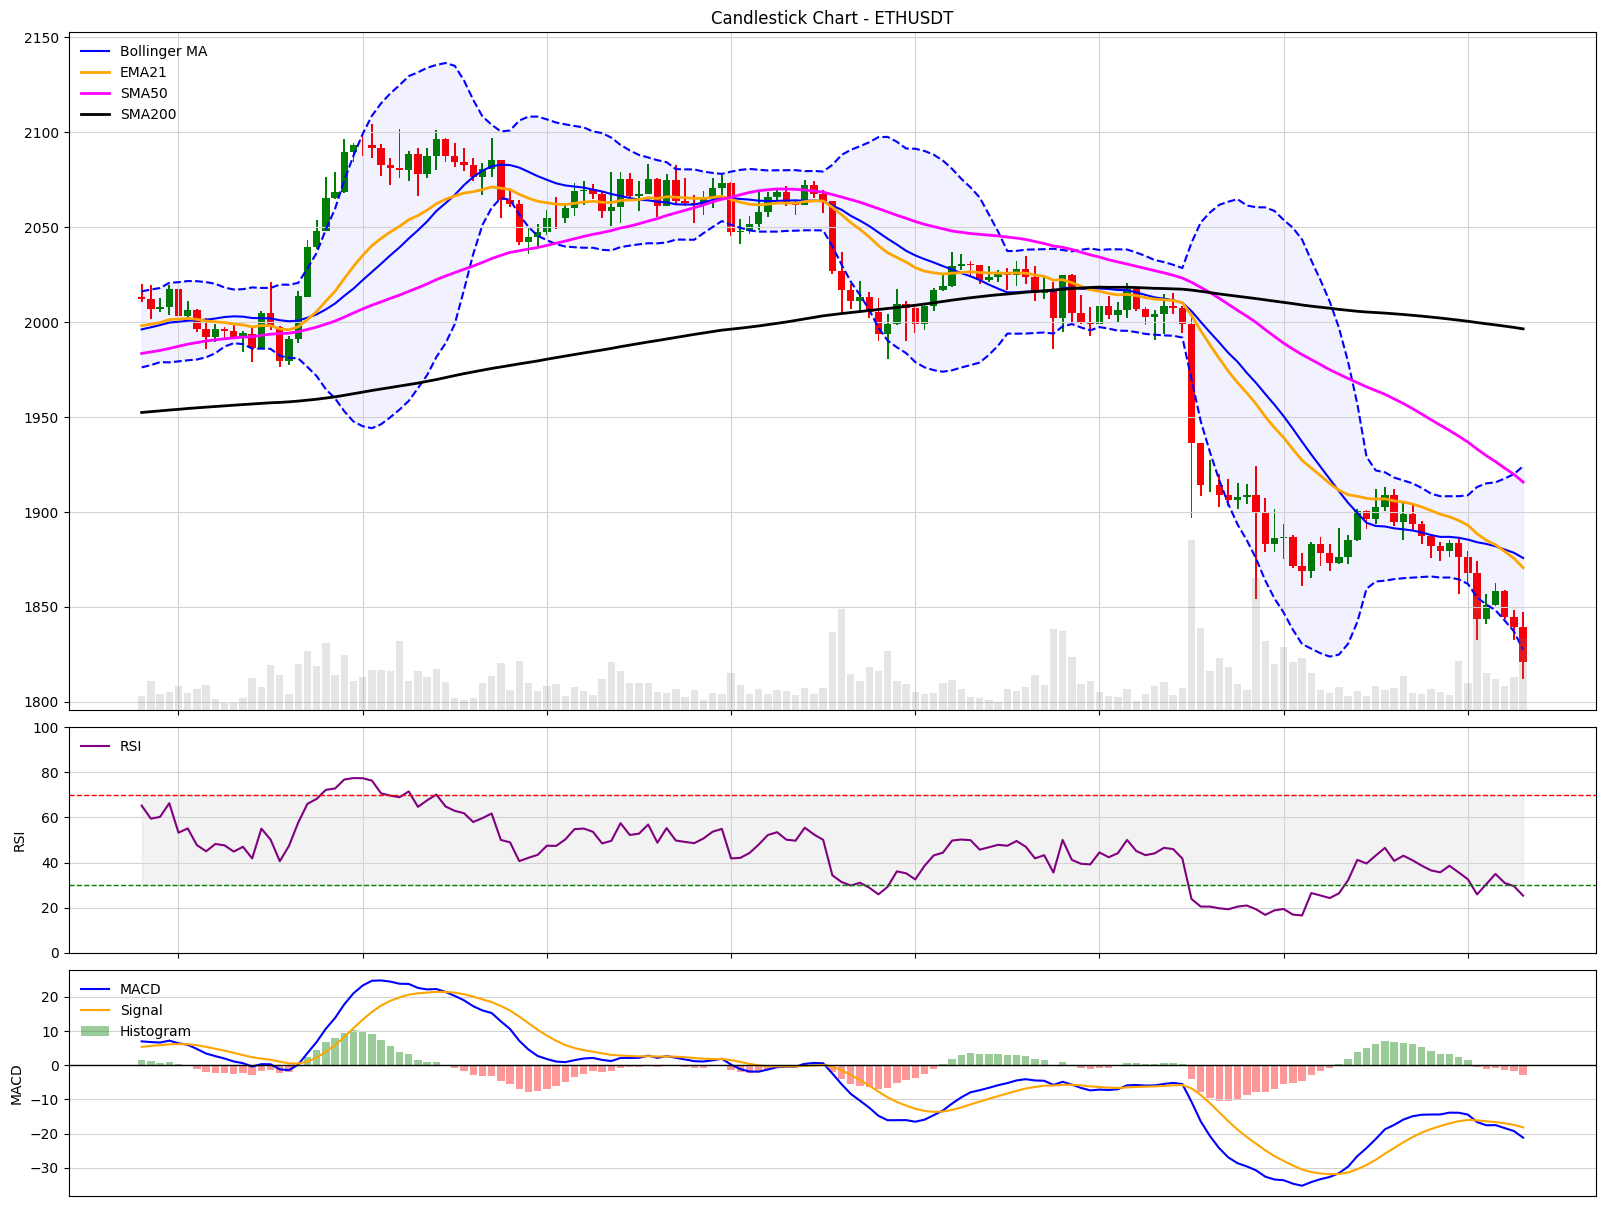 Candlestick Chart - ETHUSDT
2150
2100
2050
2000
1950
1900
1850
1800
Bollinger MA
EMA21
SMA50
SMA200
100
80
60
40
20
0
RSI
RSI
20
10
0
−10
−20
−30
MACD
MACD
Signal
Histogram